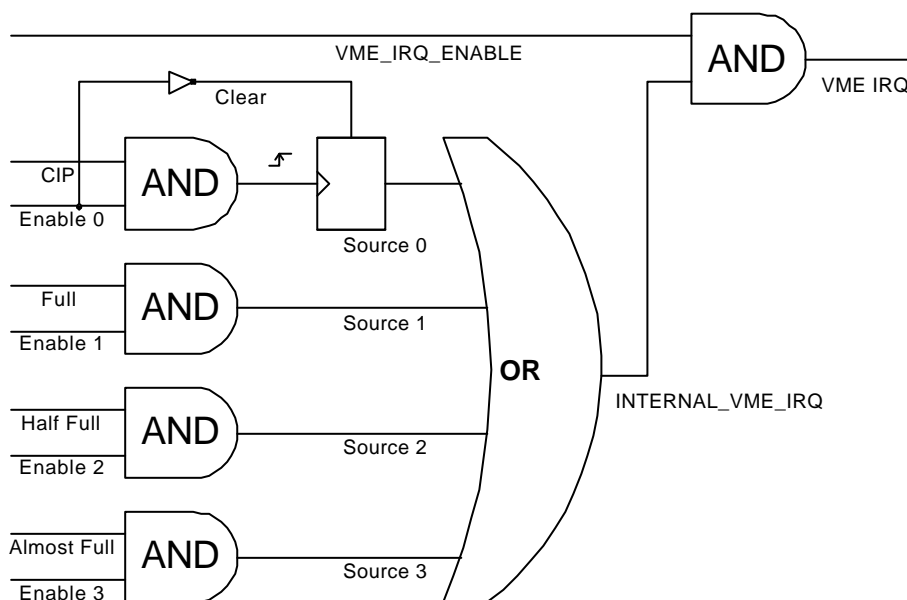 VME_IRQ_ENABLE
AND
VME IRQ
Clear
CIP
Enable 0
AND
Source 0
Full
Enable 1
AND
Source 1
OR
INTERNAL_VME_IRQ
Half Full
Enable 2
AND
Source 2
Almost Full
Enable 3
AND
Source 3